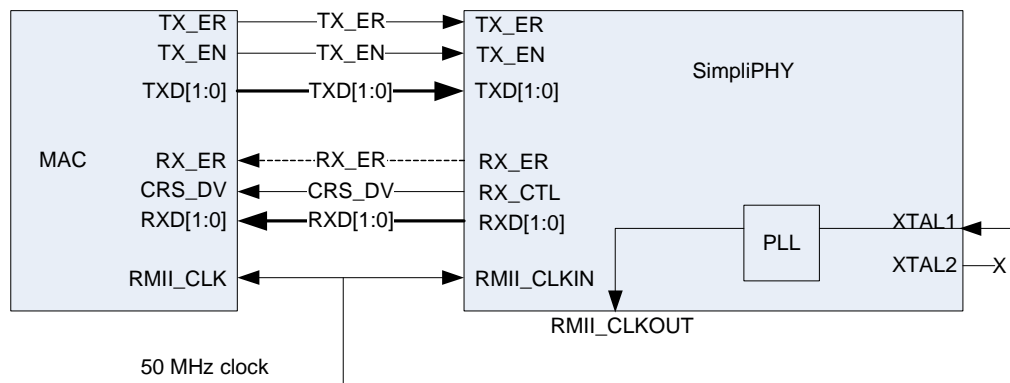 TX_ER TX_ER TX_ER
TX_EN TX_EN TX_EN
SimpliPHY
TXD[1:0] TXD[1:0] TXD[1:0]
MAC RX_ER RX_ER RX_ER
CRS_DV CRS_DV RX_CTL
RXD[1:0] RXD[1:0] RXD[1:0]
XTAL1
PLL
XTAL2 X
RMII_CLK RMII_CLKIN
RMII_CLKOUT
50 MHz clock